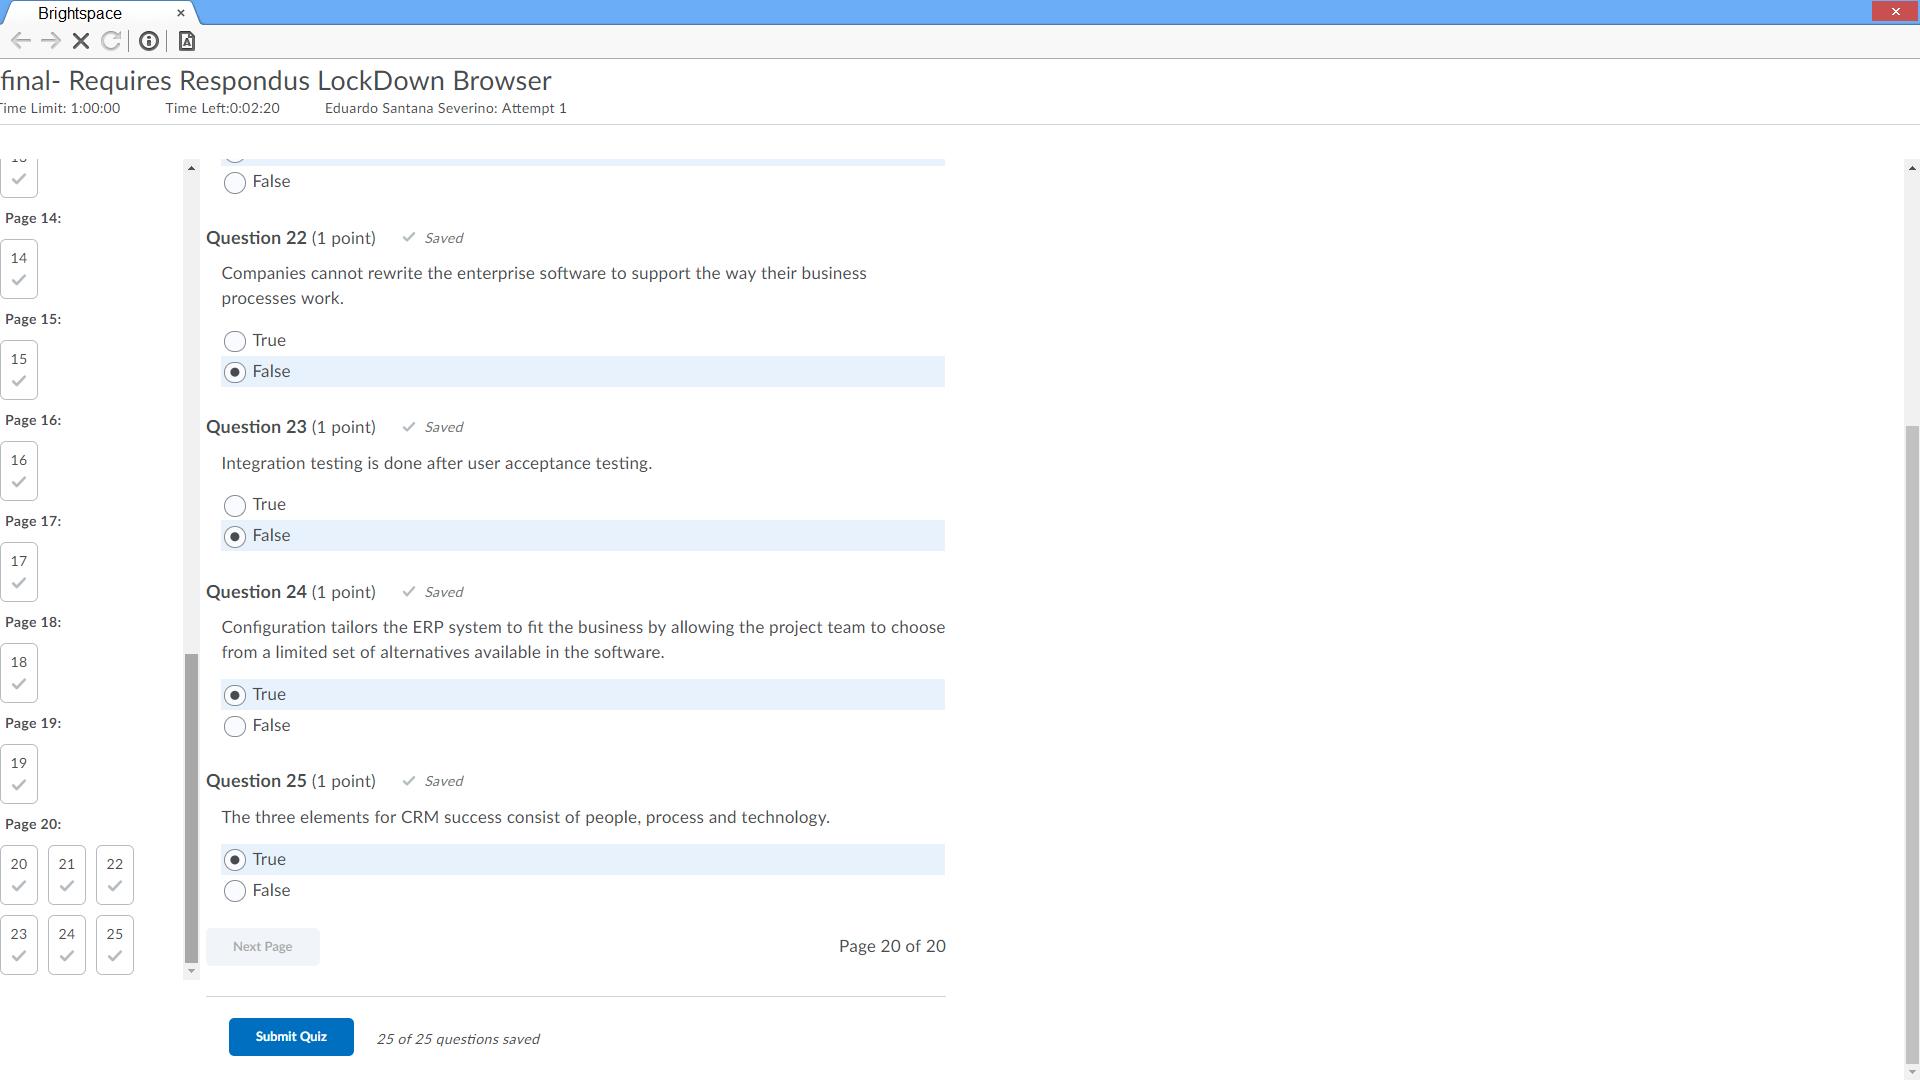 Brightspace
final- Requires Respondus LockDown Browser
Time Limit: 1:00:00 Time Left:0:02:20 Eduardo Santana Severino: Attempt 1
False
Page 14:
14
Page 15:
15
Page 16:
16
Page 17:
17
Page 18:
18
Page 19:
19
Page 20:
20 21 22
23 24 25
Question 22 (1 point) Saved
Companies cannot rewrite the enterprise software to support the way their business
processes work.
True
False
Question 23 (1 point) Saved
Integration testing is done after user acceptance testing.
True
False
Question 24 (1 point) Saved
Configuration tailors the ERP system to fit the business by allowing the project team to choose
from a limited set of alternatives available in the software.
True
False
Question 25 (1 point) Saved
The three elements for CRM success consist of people, process and technology.
True
False
Next Page Page 20 of 20
Submit Quiz 25 of 25 questions saved